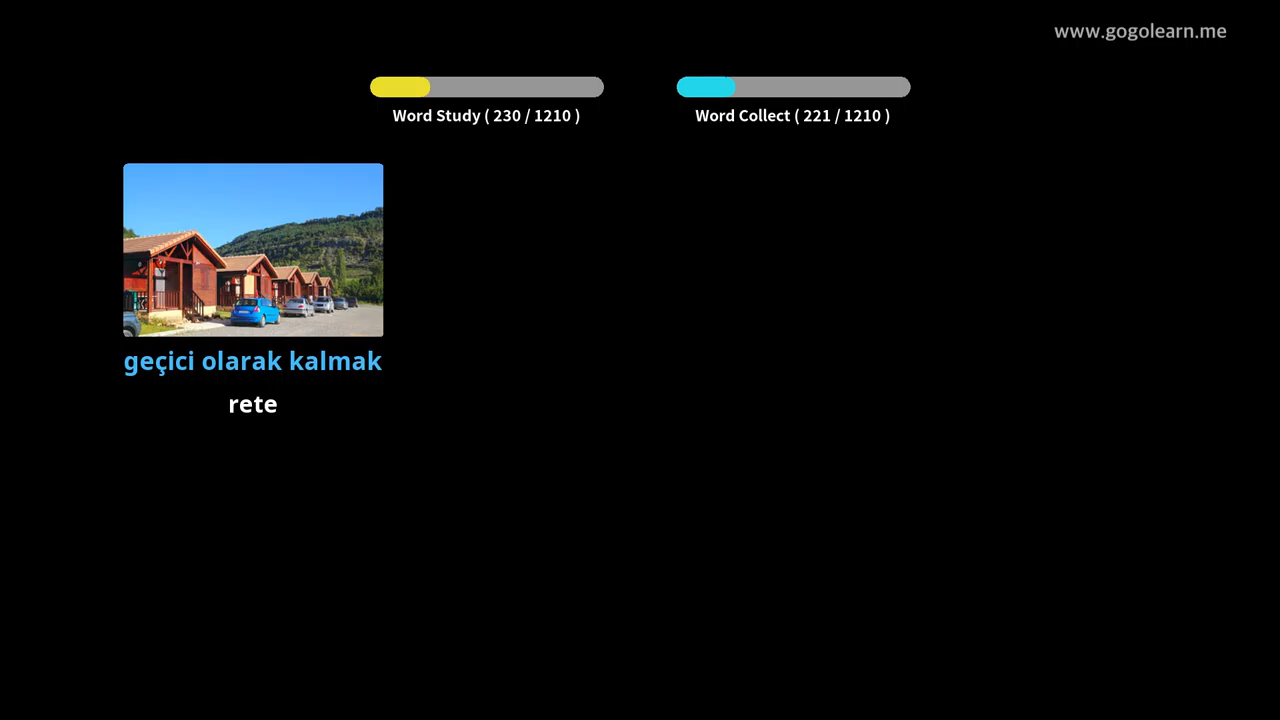 www.gogolearn.me
Word Study ( 230 / 1210 )
Word Collect ( 221 / 1210 )
geçici olarak kalmak
rete